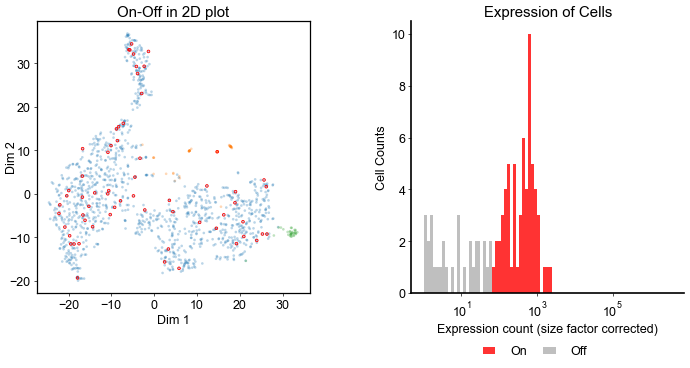 On-Off in 2D plot
Expression of Cells
Dim 2
30
20
10
0
−10
−20
−20 −10 0 10 20 30
Dim 1
Cell Counts
10
8
6
4
2
0
10^1 10^3 10^5
Expression count (size factor corrected)
On Off